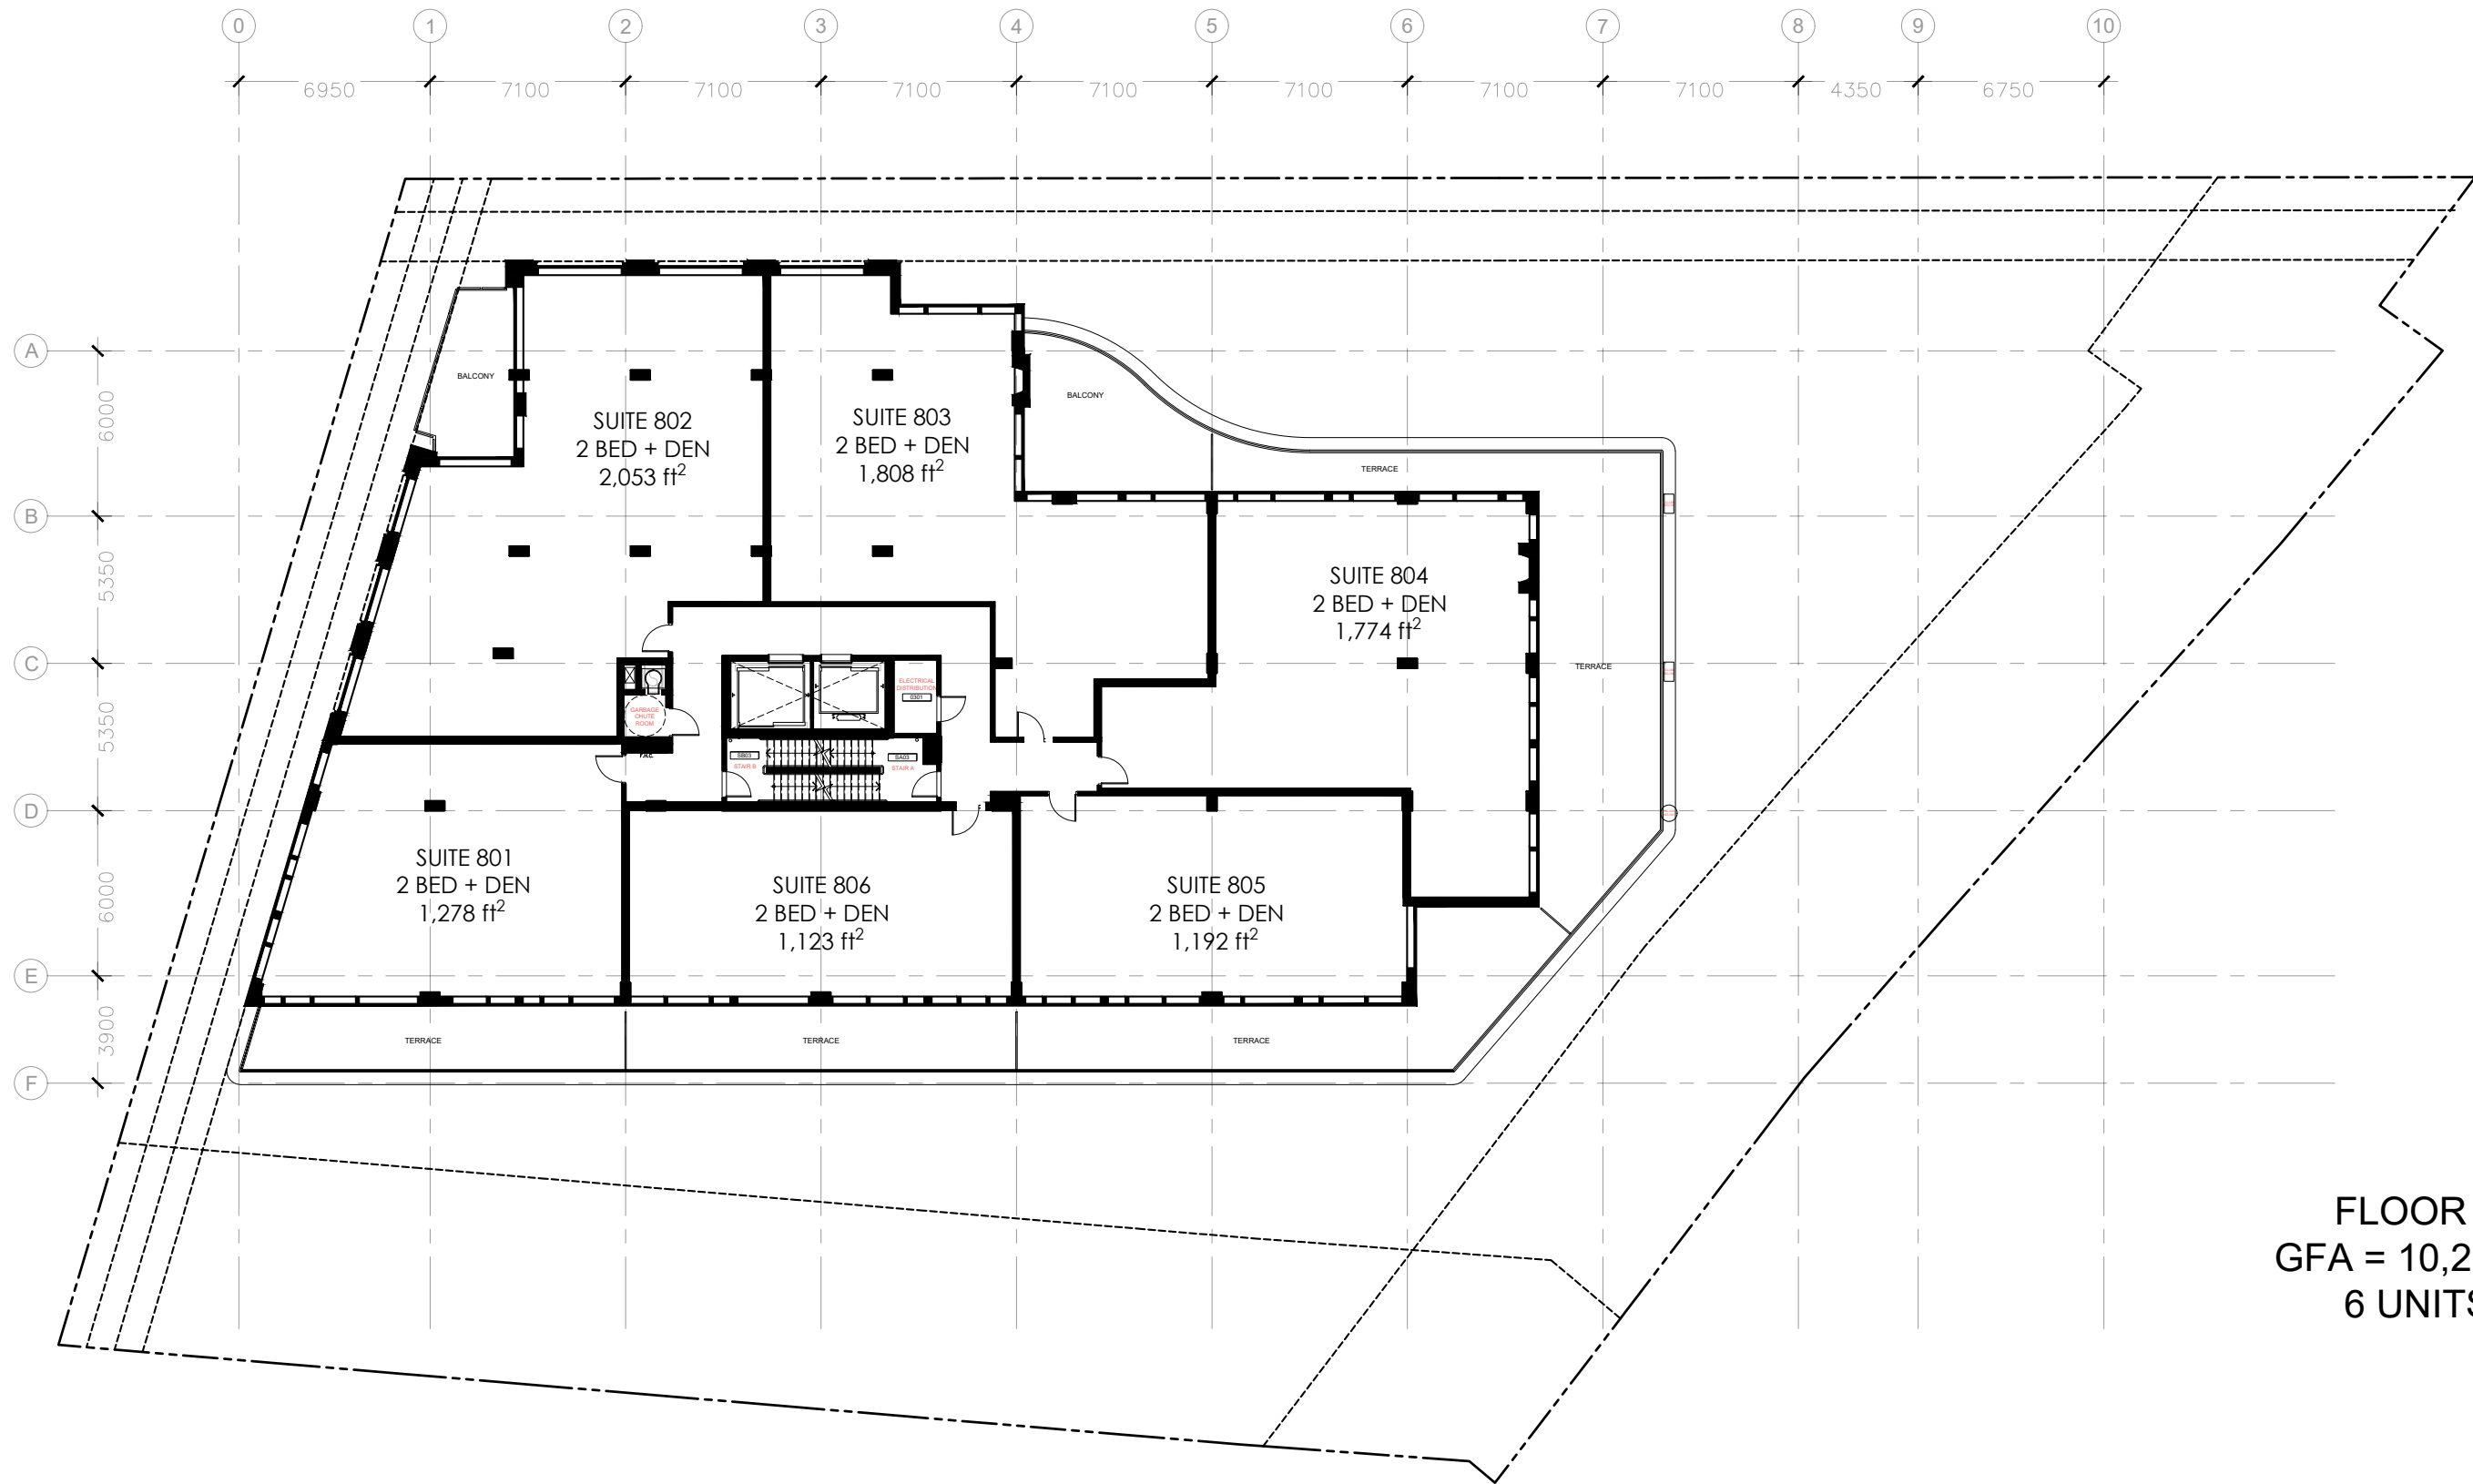 0 1 2 3 4 5 6 7 8 9 10
6950 7100 7100 7100 7100 7100 7100 7100 4350 6750
A
B
C
D
E
F
6000
5350
5350
6000
3900
BALCONY
SUITE 802
2 BED + DEN
2,053 ft²
SUITE 803
2 BED + DEN
1,808 ft²
BALCONY
TERRACE
SUITE 804
2 BED + DEN
1,774 ft²
TERRACE
GARBAGE
CHUTE
ROOM
ELECTRICAL
DISTRIBUTION
0301
SB03
STAIR B
SA03
STAIR A
SUITE 801
2 BED + DEN
1,278 ft²
SUITE 806
2 BED + DEN
1,123 ft²
SUITE 805
2 BED + DEN
1,192 ft²
TERRACE
TERRACE
TERRACE
FLOOR
GFA = 10,2
6 UNITS